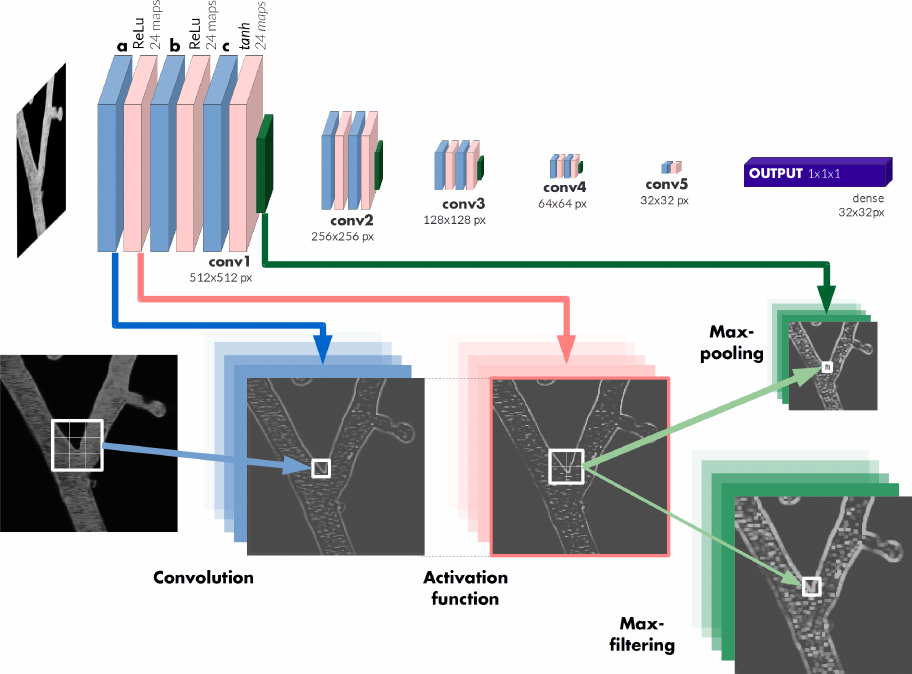 a
ReLu
24 maps
b
ReLu
24 maps
c
tanh
24 maps
conv1
512x512 px
conv2
256x256 px
conv3
128x128 px
conv4
64x64 px
conv5
32x32 px
OUTPUT 1x1x1
dense
32x32px
Max-
pooling
Convolution
Activation
function
Max-
filtering